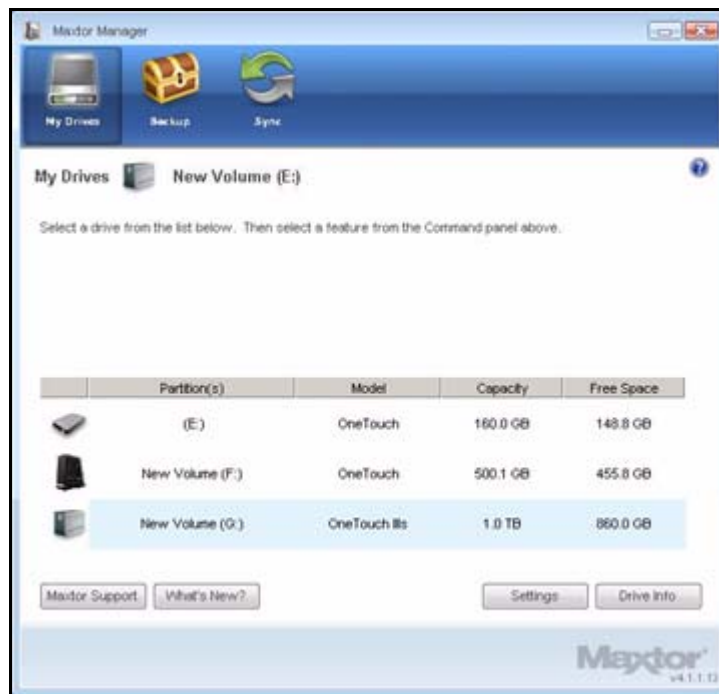 Maxtor Manager
My Drives Backup Sync
My Drives New Volume (E:)
Select a drive from the list below. Then select a feature from the Command panel above.
Partition(s) Model Capacity Free Space
(E:) OneTouch 160.0 GB 148.8 GB
New Volume (F:) OneTouch 500.1 GB 455.8 GB
New Volume (G:) OneTouch IIIs 1.0 TB 860.0 GB
Maxtor Support What's New? Settings Drive Info
Maxtor